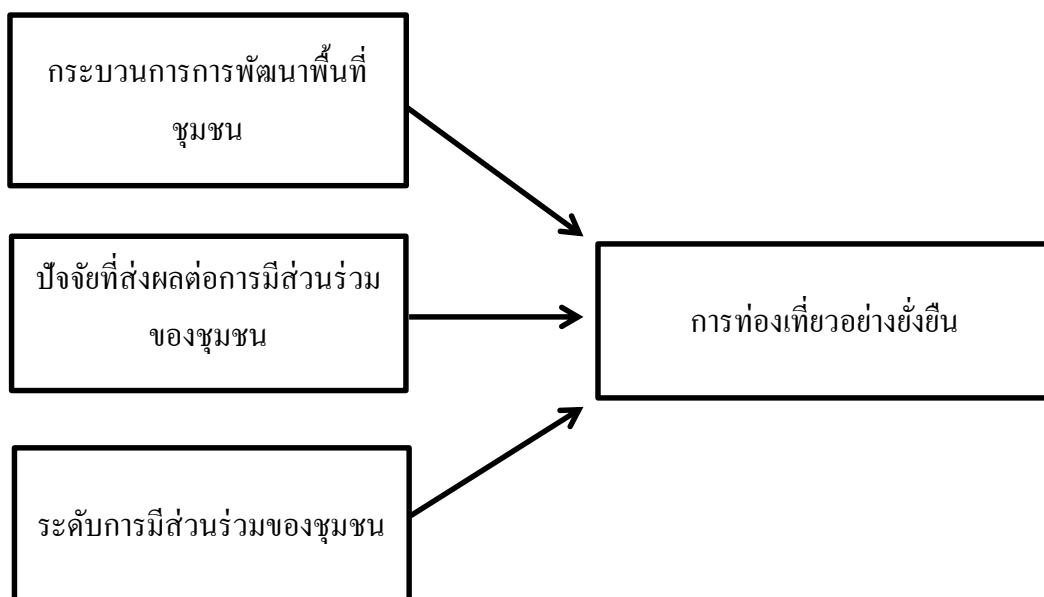 กระบวนการการพัฒนาพื้นที่
ชุมชน
ปัจจัยที่ส่งผลต่อการมีส่วนร่วม
ของชุมชน
การท่องเที่ยวอย่างยั่งยืน
ระดับการมีส่วนร่วมของชุมชน